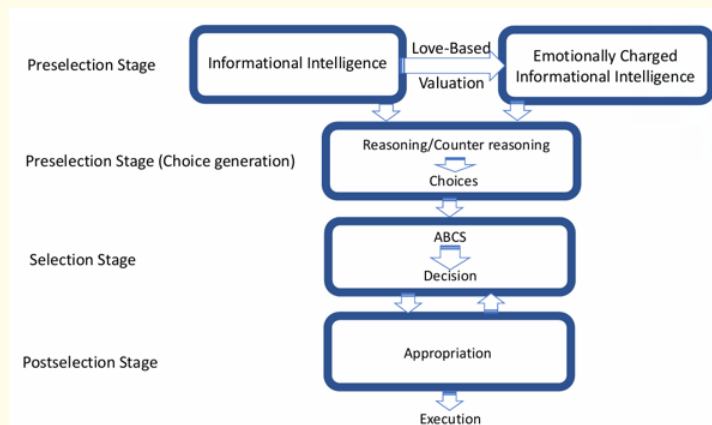 Preselection Stage
Informational Intelligence
Love-Based
Valuation
Emotionally Charged
Informational Intelligence
Preselection Stage (Choice generation)
Reasoning/Counter reasoning
Choices
Selection Stage
ABCS
Decision
Postselection Stage
Appropriation
Execution